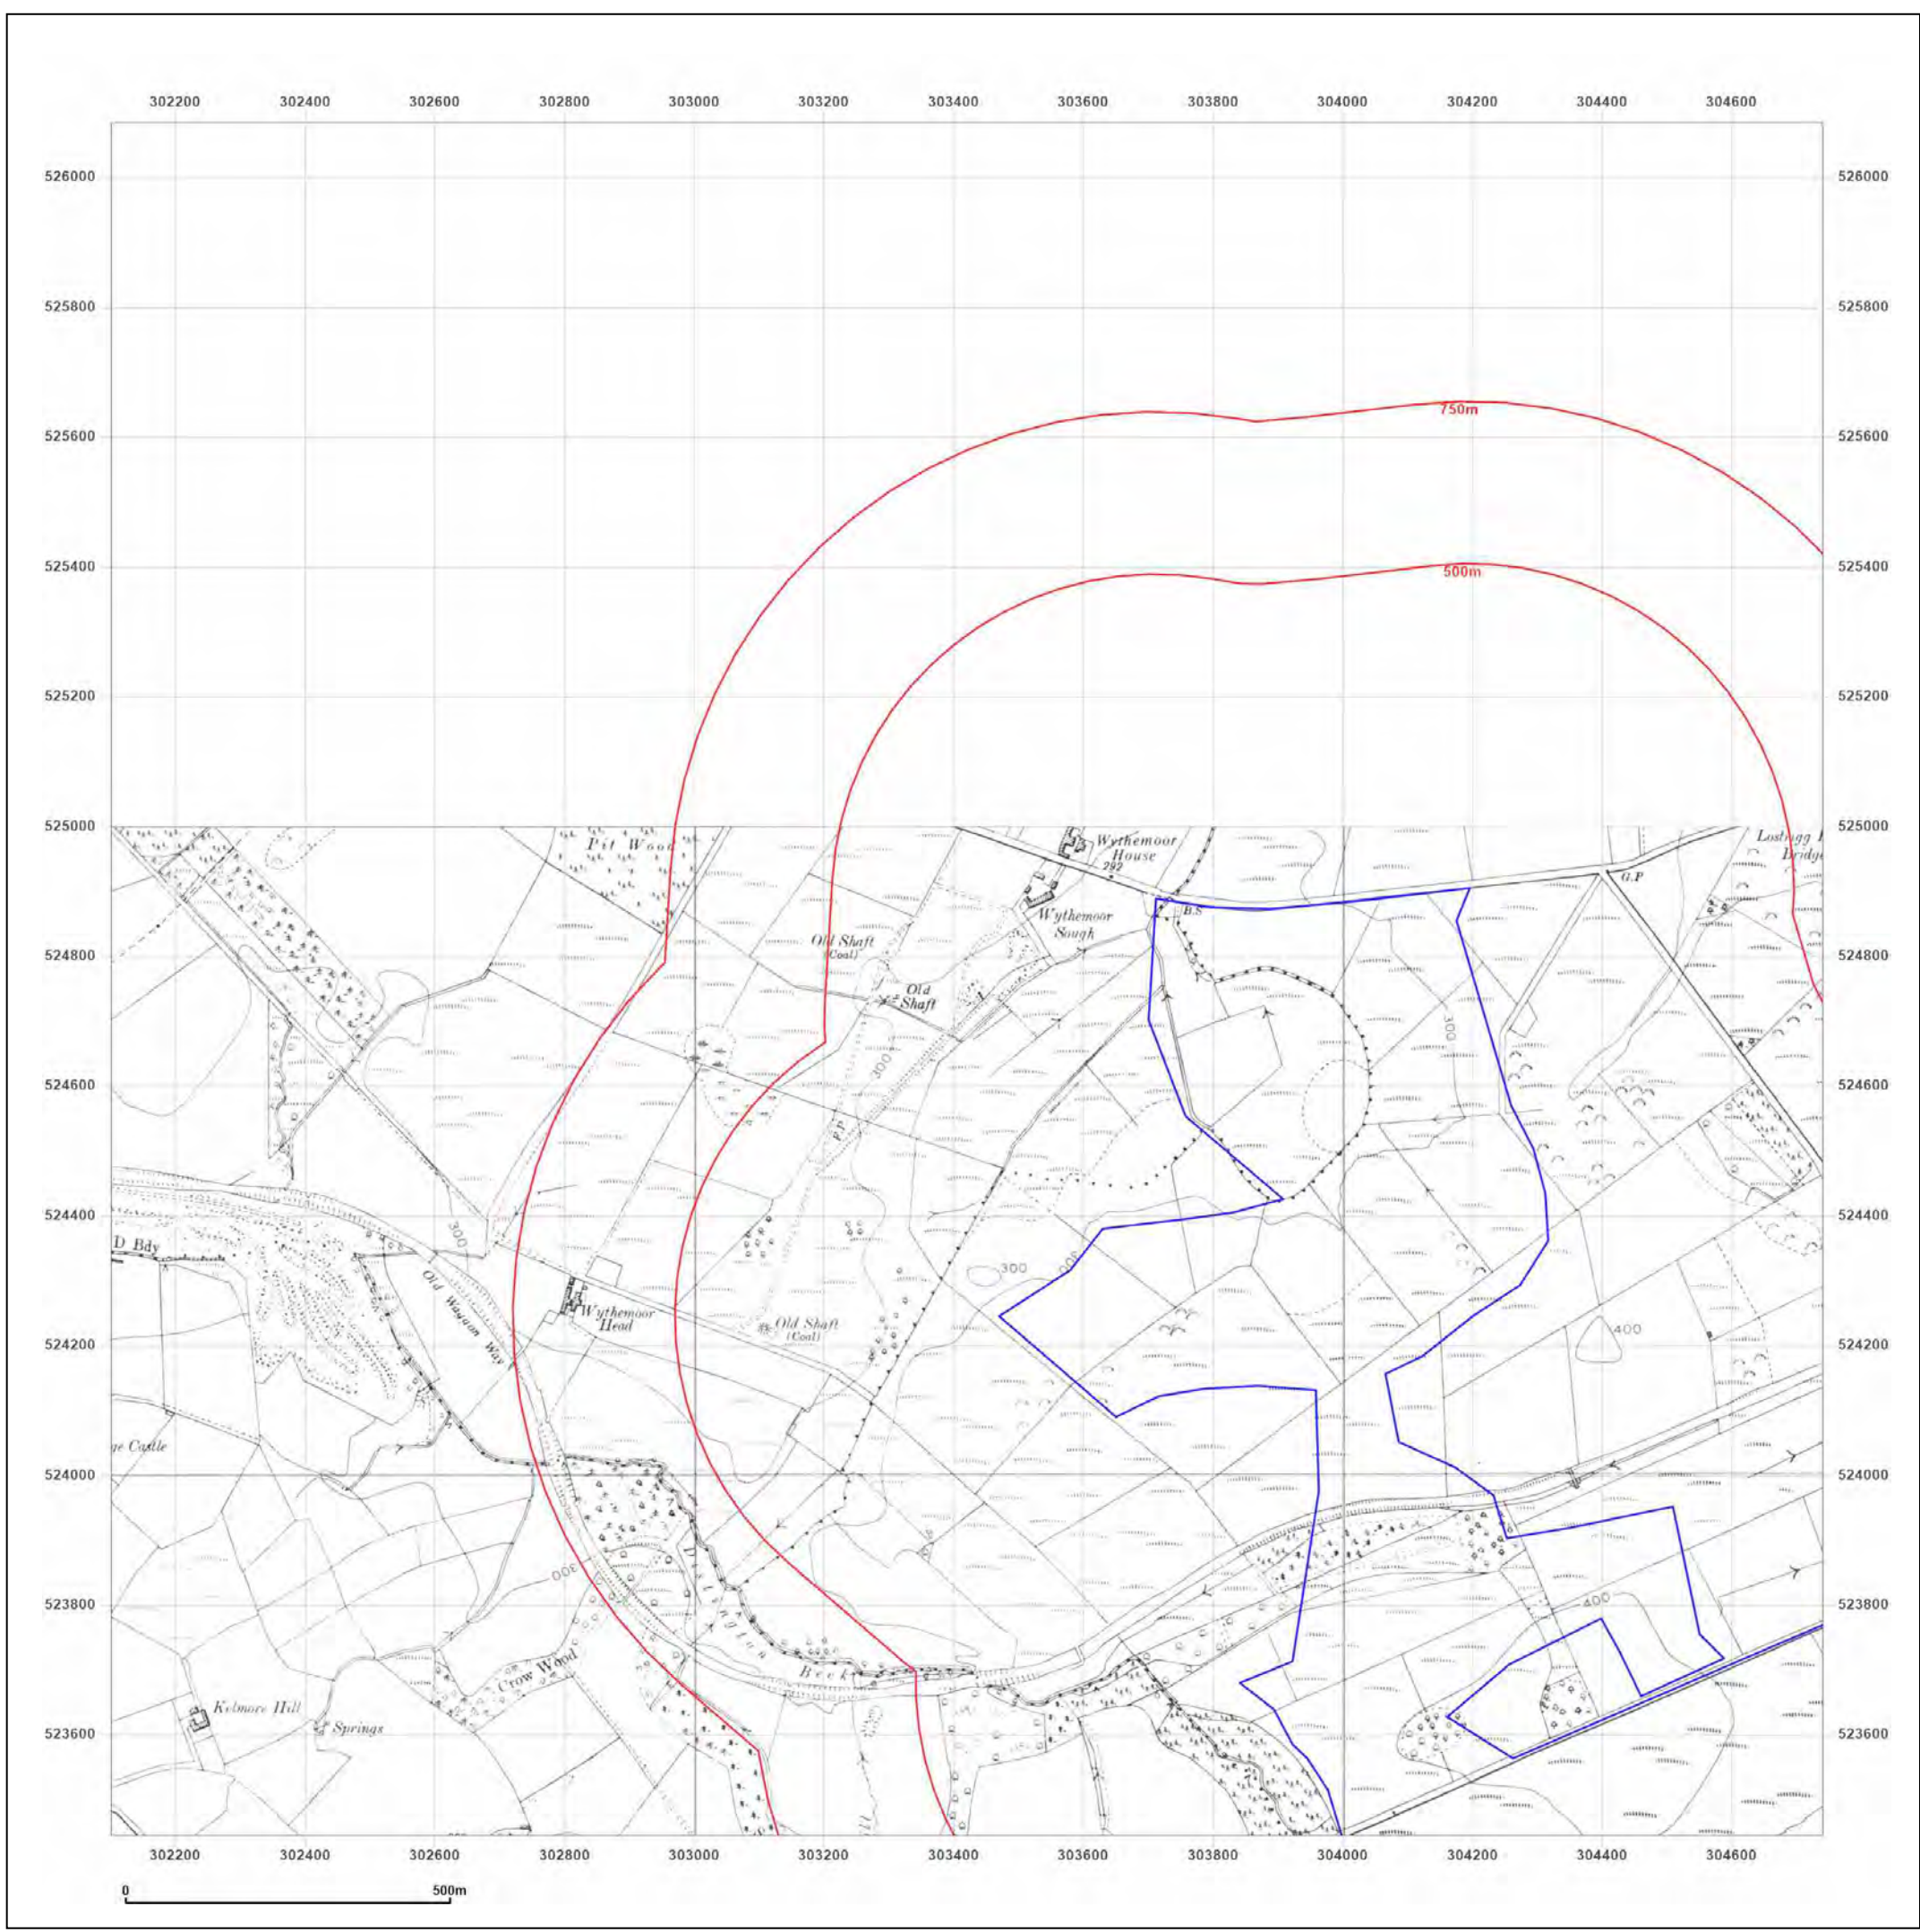 302200 302400 302600 302800 303000 303200 303400 303600 303800 304000 304200 304400 304600
526000 526000
525800 525800
750m
525600 525600
500m
525400 525400
525200 525200
525000 525000
Pit Wood
Wythemoor
House
292
Bridge
G.P
B.S
Wythemoor
Sough
Old Shaft
(Coal)
524800 524800
Old
Shaft
300
300
524600 524600
F.P
524400 524400
300
D Bdy
300
300
Old Waggon Way
Wythemoor
Head
Old Shaft
(Coal)
400
524200 524200
ge Castle
524000 524000
300
Distington
Beck
400
523800 523800
Crow Wood
Kelmore Hill
Springs
523600 523600
302200 302400 302600 302800 303000 303200 303400 303600 303800 304000 304200 304400 304600
0 500m